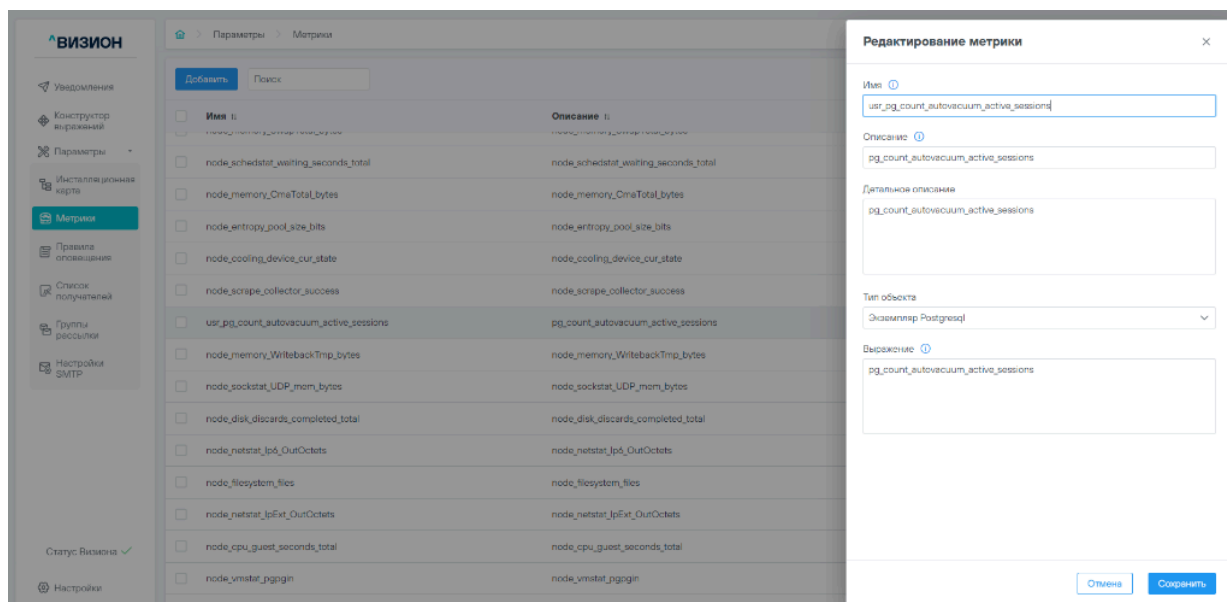 ^ВИЗИОН
Уведомления
Конструктор
выражений
Параметры
Инсталляционная
карта
Метрики
Правила
оповещения
Список
получателей
Группы
рассылки
Настройки
SMTP
Статус Визиона
Настройки
Параметры > Метрики
Добавить Поиск
Имя Описание
node_memory_SwapTotal_bytes node_memory_SwapTotal_bytes
node_schedstat_waiting_seconds_total node_schedstat_waiting_seconds_total
node_memory_CmaTotal_bytes node_memory_CmaTotal_bytes
node_entropy_pool_size_bits node_entropy_pool_size_bits
node_cooling_device_cur_state node_cooling_device_cur_state
node_scrape_collector_success node_scrape_collector_success
usr_pg_count_autovacuum_active_sessions pg_count_autovacuum_active_sessions
node_memory_WritebackTmp_bytes node_memory_WritebackTmp_bytes
node_sockstat_UDP_mem_bytes node_sockstat_UDP_mem_bytes
node_disk_discards_completed_total node_disk_discards_completed_total
node_netstat_Ip6_OutOctets node_netstat_Ip6_OutOctets
node_filesystem_files node_filesystem_files
node_netstat_IpExt_OutOctets node_netstat_IpExt_OutOctets
node_cpu_guest_seconds_total node_cpu_guest_seconds_total
node_vmstat_pgpgin node_vmstat_pgpgin
Редактирование метрики
Имя
usr_pg_count_autovacuum_active_sessions
Описание
pg_count_autovacuum_active_sessions
Детальное описание
pg_count_autovacuum_active_sessions
Тип объекта
Экземпляр Postgresql
Выражение
pg_count_autovacuum_active_sessions
Отмена Сохранить